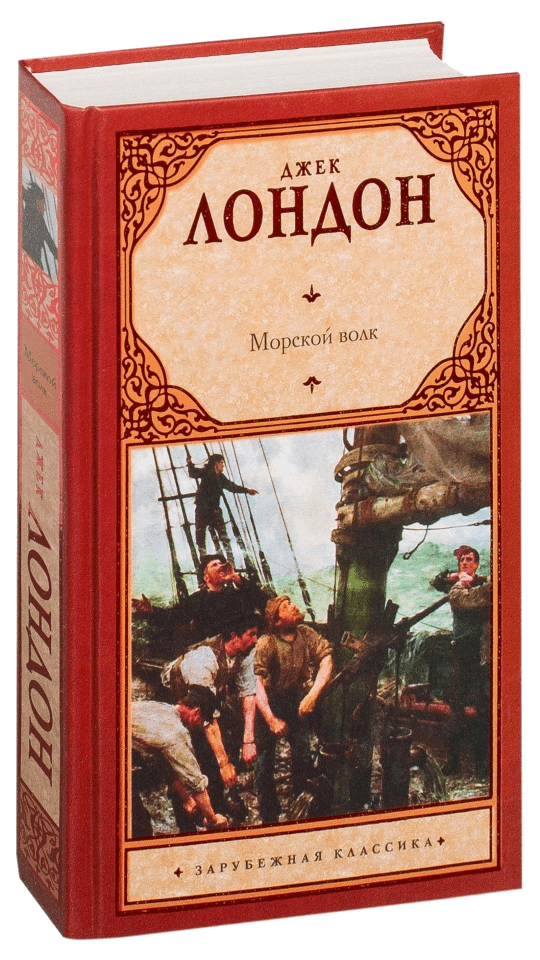 ДЖЕК
ЛОНДОН
Морской волк
ЗАРУБЕЖНАЯ КЛАССИКА
Морской
волк
ДЖЕК
ЛОНДОН